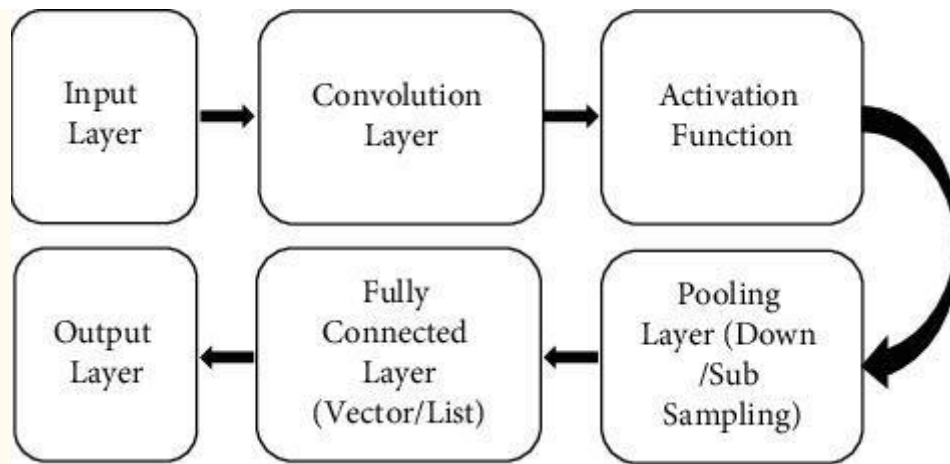 Input
Layer
Convolution
Layer
Activation
Function
Pooling
Layer (Down
/Sub
Sampling)
Fully
Connected
Layer
(Vector/List)
Output
Layer